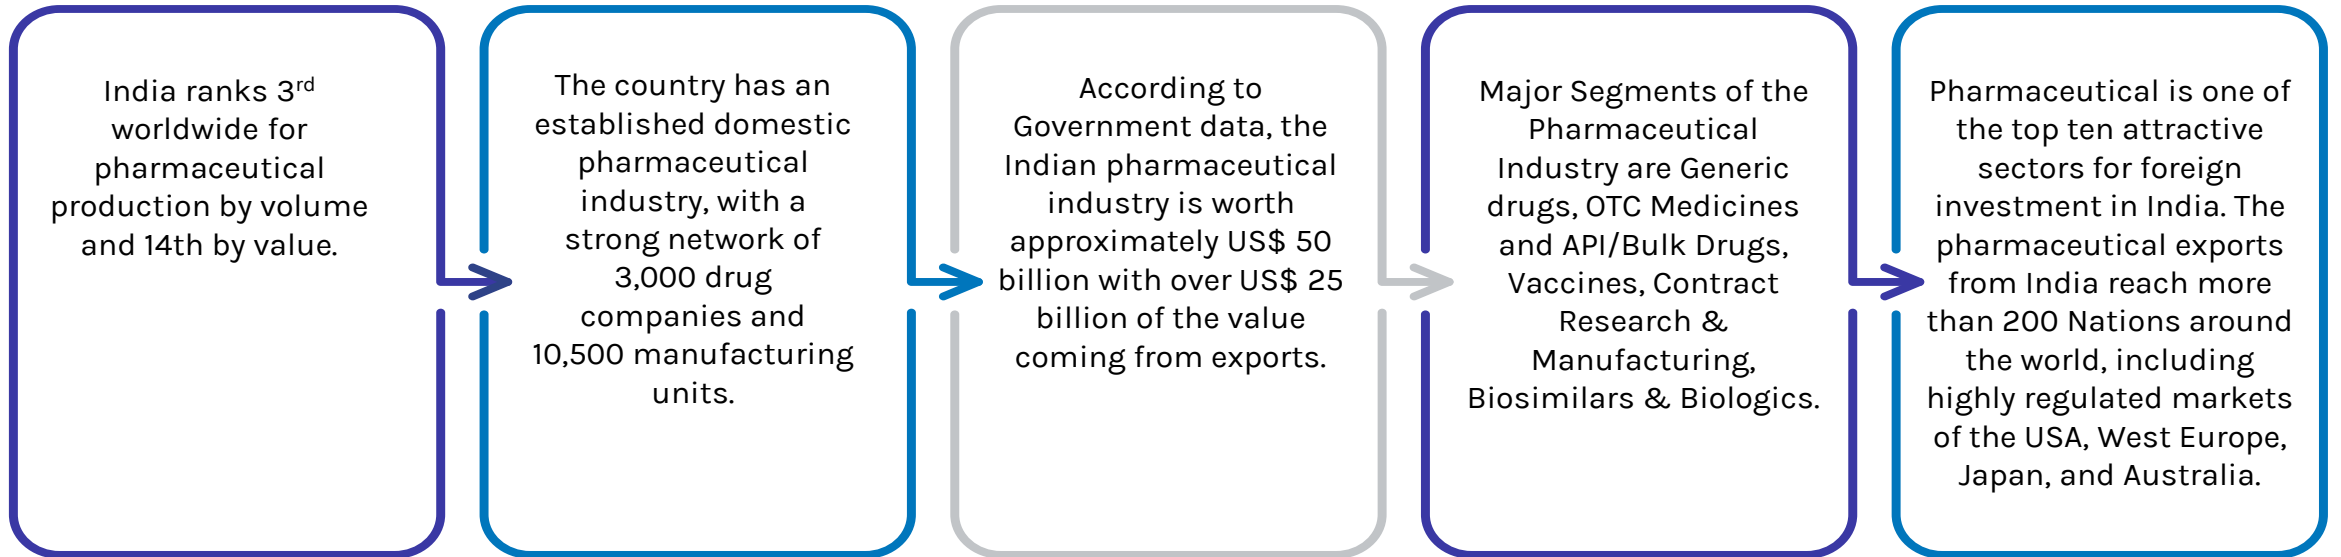 India ranks 3rd
worldwide for
pharmaceutical
production by volume
and 14th by value.
The country has an
established domestic
pharmaceutical
industry, with a
strong network of
3,000 drug
companies and
10,500 manufacturing
units.
According to
Government data, the
Indian pharmaceutical
industry is worth
approximately US$ 50
billion with over US$ 25
billion of the value
coming from exports.
Major Segments of the
Pharmaceutical
Industry are Generic
drugs, OTC Medicines
and API/Bulk Drugs,
Vaccines, Contract
Research &
Manufacturing,
Biosimilars & Biologics.
Pharmaceutical is one of
the top ten attractive
sectors for foreign
investment in India. The
pharmaceutical exports
from India reach more
than 200 Nations around
the world, including
highly regulated markets
of the USA, West Europe,
Japan, and Australia.